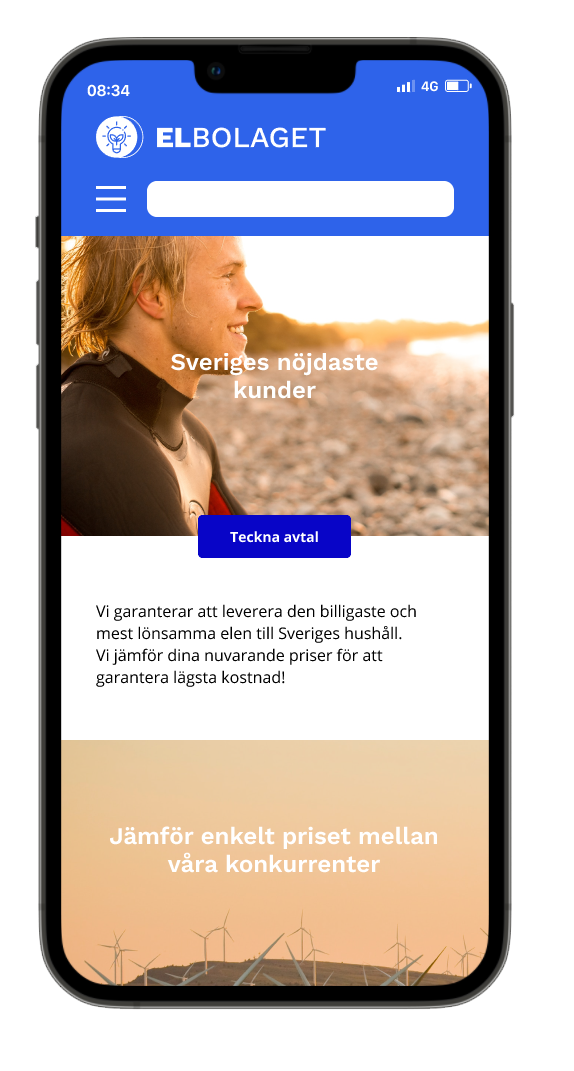 08:34
4G
ELBOLAGET
Sveriges nöjdaste
kunder
Teckna avtal
Vi garanterar att leverera den billigaste och
mest lönsamma elen till Sveriges hushåll.
Vi jämför dina nuvarande priser för att
garantera lägsta kostnad!
Jämför enkelt priset mellan
våra konkurrenter